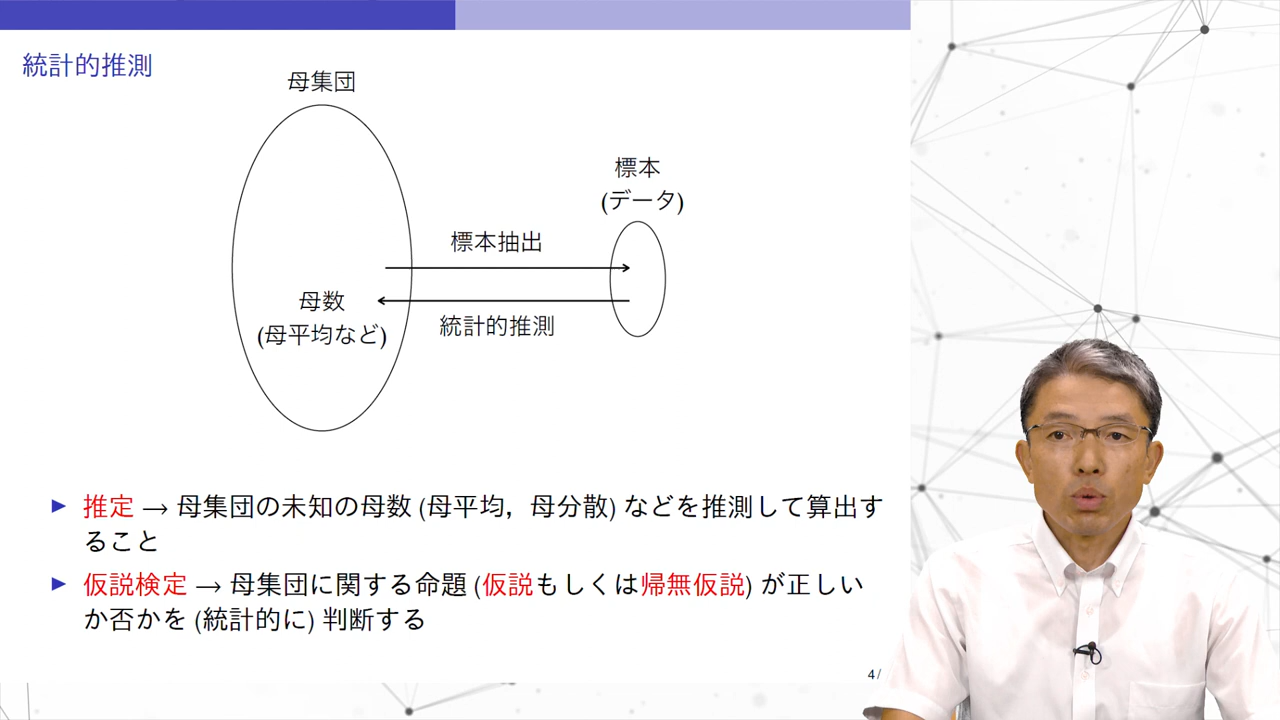 統計的推測
母集団
標本
(データ)
標本抽出
母数
(母平均など)
統計的推測
▶ 推定 → 母集団の未知の母数 (母平均，母分散) などを推測して算出す
ること
▶ 仮説検定 → 母集団に関する命題 (仮説もしくは帰無仮説) が正しい
か否かを (統計的に) 判断する
4 /